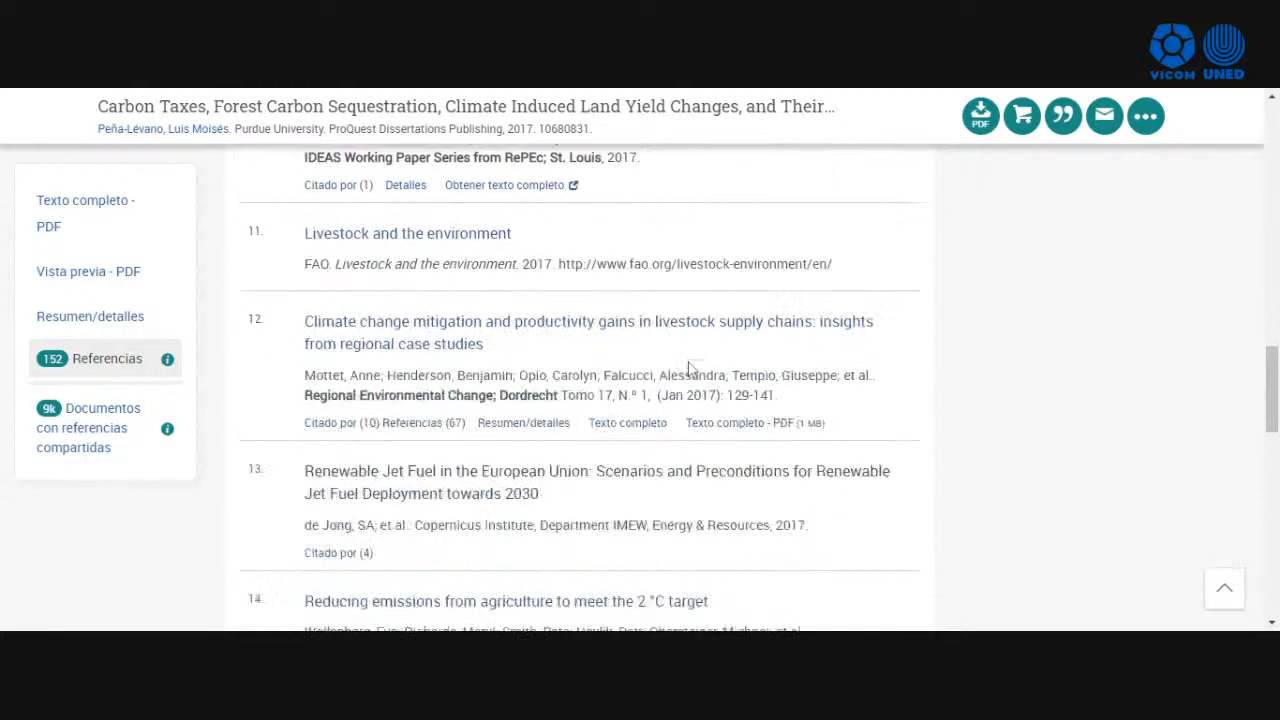 VICOM UNED
Carbon Taxes, Forest Carbon Sequestration, Climate Induced Land Yield Changes, and Their...
Peña-Lévano, Luis Moisés. Purdue University. ProQuest Dissertations Publishing, 2017. 10680831.
PDF
IDEAS Working Paper Series from RePEc; St. Louis, 2017.
Citado por (1) Detalles Obtener texto completo
Texto completo -
PDF
Vista previa - PDF
Resumen/detalles
152 Referencias
9k Documentos
con referencias
compartidas
11. Livestock and the environment
FAO. Livestock and the environment. 2017. http://www.fao.org/livestock-environment/en/
12. Climate change mitigation and productivity gains in livestock supply chains: insights
from regional case studies
Mottet, Anne; Henderson, Benjamin; Opio, Carolyn; Falcucci, Alessandra; Tempio, Giuseppe; et al..
Regional Environmental Change; Dordrecht Tomo 17, N.º 1, (Jan 2017): 129-141.
Citado por (10) Referencias (67) Resumen/detalles Texto completo Texto completo - PDF (1 MB)
13. Renewable Jet Fuel in the European Union: Scenarios and Preconditions for Renewable
Jet Fuel Deployment towards 2030
de Jong, SA; et al.: Copernicus Institute, Department IMEW, Energy & Resources, 2017.
Citado por (4)
14. Reducing emissions from agriculture to meet the 2 °C target